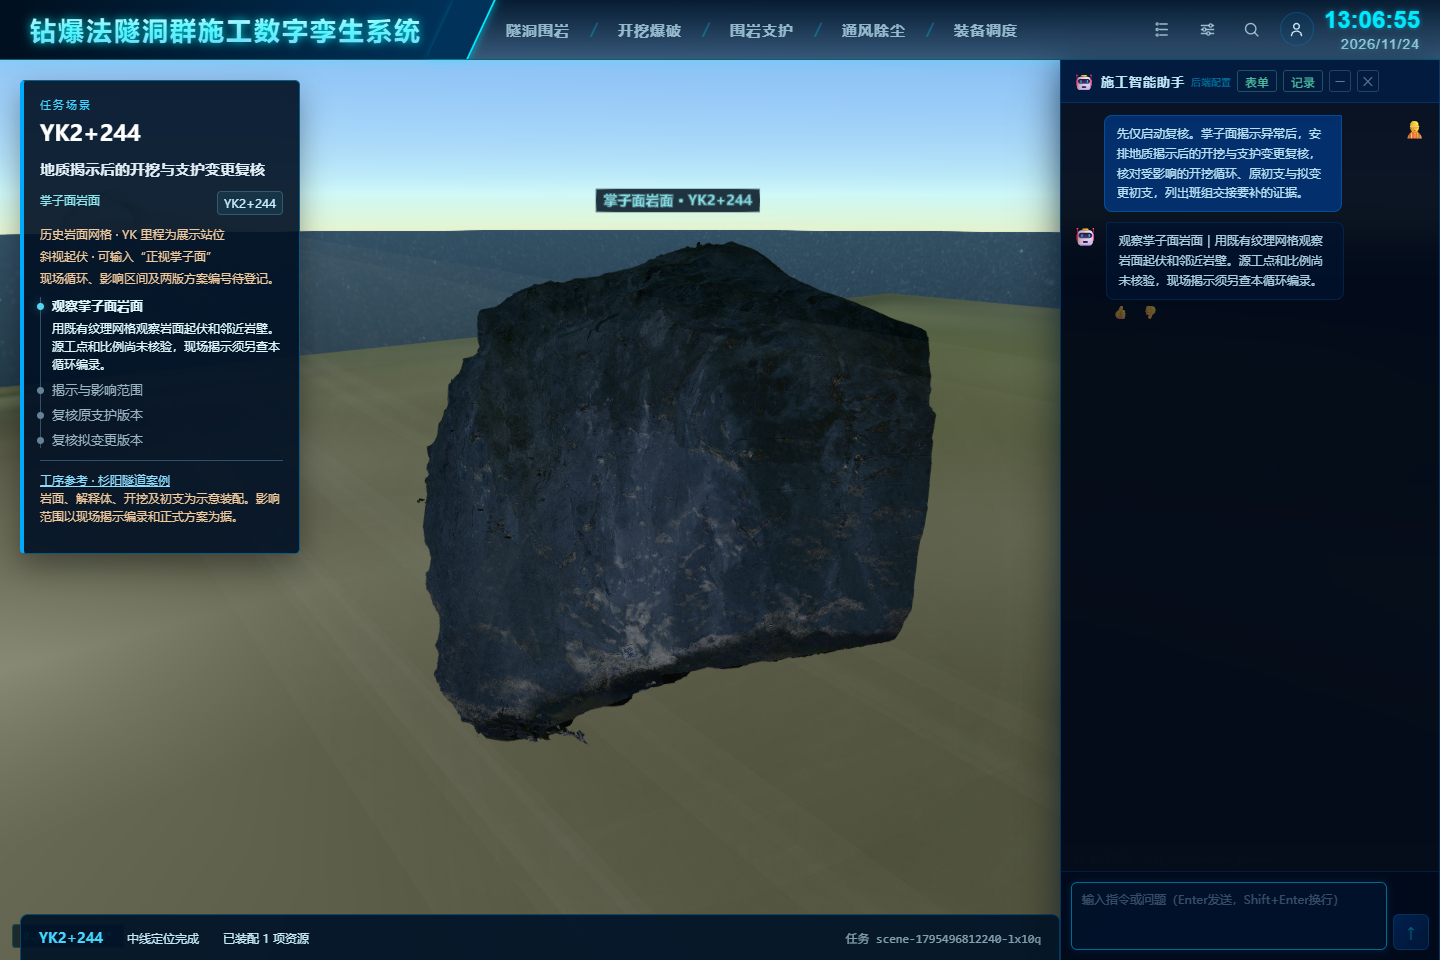 钻爆法隧洞群施工数字孪生系统
隧洞围岩 / 开挖爆破 / 围岩支护 / 通风除尘 / 装备调度
13:06:55
2026/11/24
任务场景
YK2+244
地质揭示后的开挖与支护变更复核
掌子面岩面
YK2+244
历史岩面网格 · YK 里程为展示站位
斜视起伏 · 可输入“正视掌子面”
现场循环、影响区间及两版方案编号待登记。
观察掌子面岩面
用既有纹理网格观察岩面起伏和邻近岩壁。
源工点和比例尚未核验，现场揭示须另查本
循环编录。
揭示与影响范围
复核原支护版本
复核拟变更版本
工序参考 · 杉阳隧道案例
岩面、解释体、开挖及初支为示意装配。影响
范围以现场揭示编录和正式方案为据。
掌子面岩面 • YK2+244
施工智能助手 后端配置 表单 记录
先仅启动复核。掌子面揭示异常后，安
排地质揭示后的开挖与支护变更复核，
核对受影响的开挖循环、原初支与拟变
更初支，列出班组交接要补的证据。
观察掌子面岩面 | 用既有纹理网格观察
岩面起伏和邻近岩壁。源工点和比例尚
未核验，现场揭示须另查本循环编录。
输入指令或问题（Enter发送，Shift+Enter换行）
↑
YK2+244 中线定位完成 已装配 1 项资源
任务 scene-1795496812240-1x10q